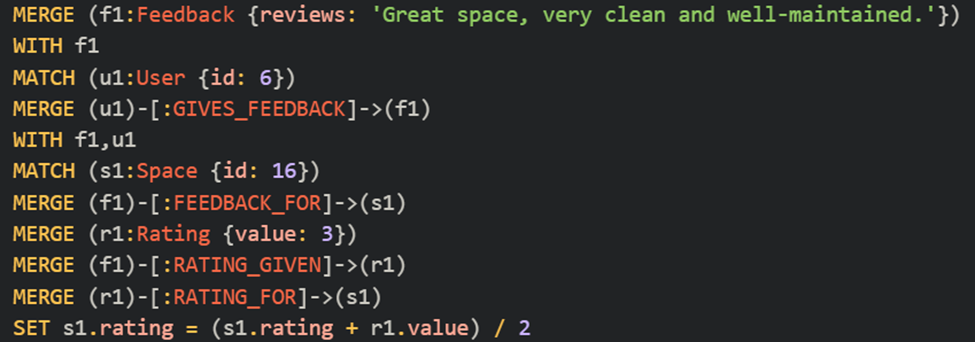 MERGE (f1:Feedback {reviews: 'Great space, very clean and well-maintained.'})
WITH f1
MATCH (u1:User {id: 6})
MERGE (u1)-[:GIVES_FEEDBACK]->(f1)
WITH f1,u1
MATCH (s1:Space {id: 16})
MERGE (f1)-[:FEEDBACK_FOR]->(s1)
MERGE (r1:Rating {value: 3})
MERGE (f1)-[:RATING_GIVEN]->(r1)
MERGE (r1)-[:RATING_FOR]->(s1)
SET s1.rating = (s1.rating + r1.value) / 2